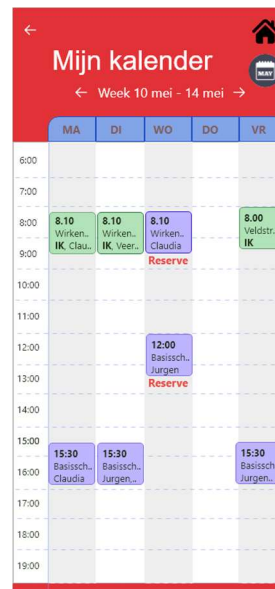 ←
MAY
Mijn kalender
← Week 10 mei - 14 mei →
MA DI WO DO VR
6:00
7:00
8:00
9:00
10:00
11:00
12:00
13:00
14:00
15:00
16:00
17:00
18:00
19:00
8.10
Wirken..
IK, Clau..
15:30
Basissch..
Claudia
8.10
Wirken..
IK, Veer..
15:30
Basissch..
Jurgen,..
8.10
Wirken..
Claudia
Reserve
12:00
Basissch..
Jurgen
Reserve
8.00
Veldstr.
IK
15:30
Basissch
Jurgen..